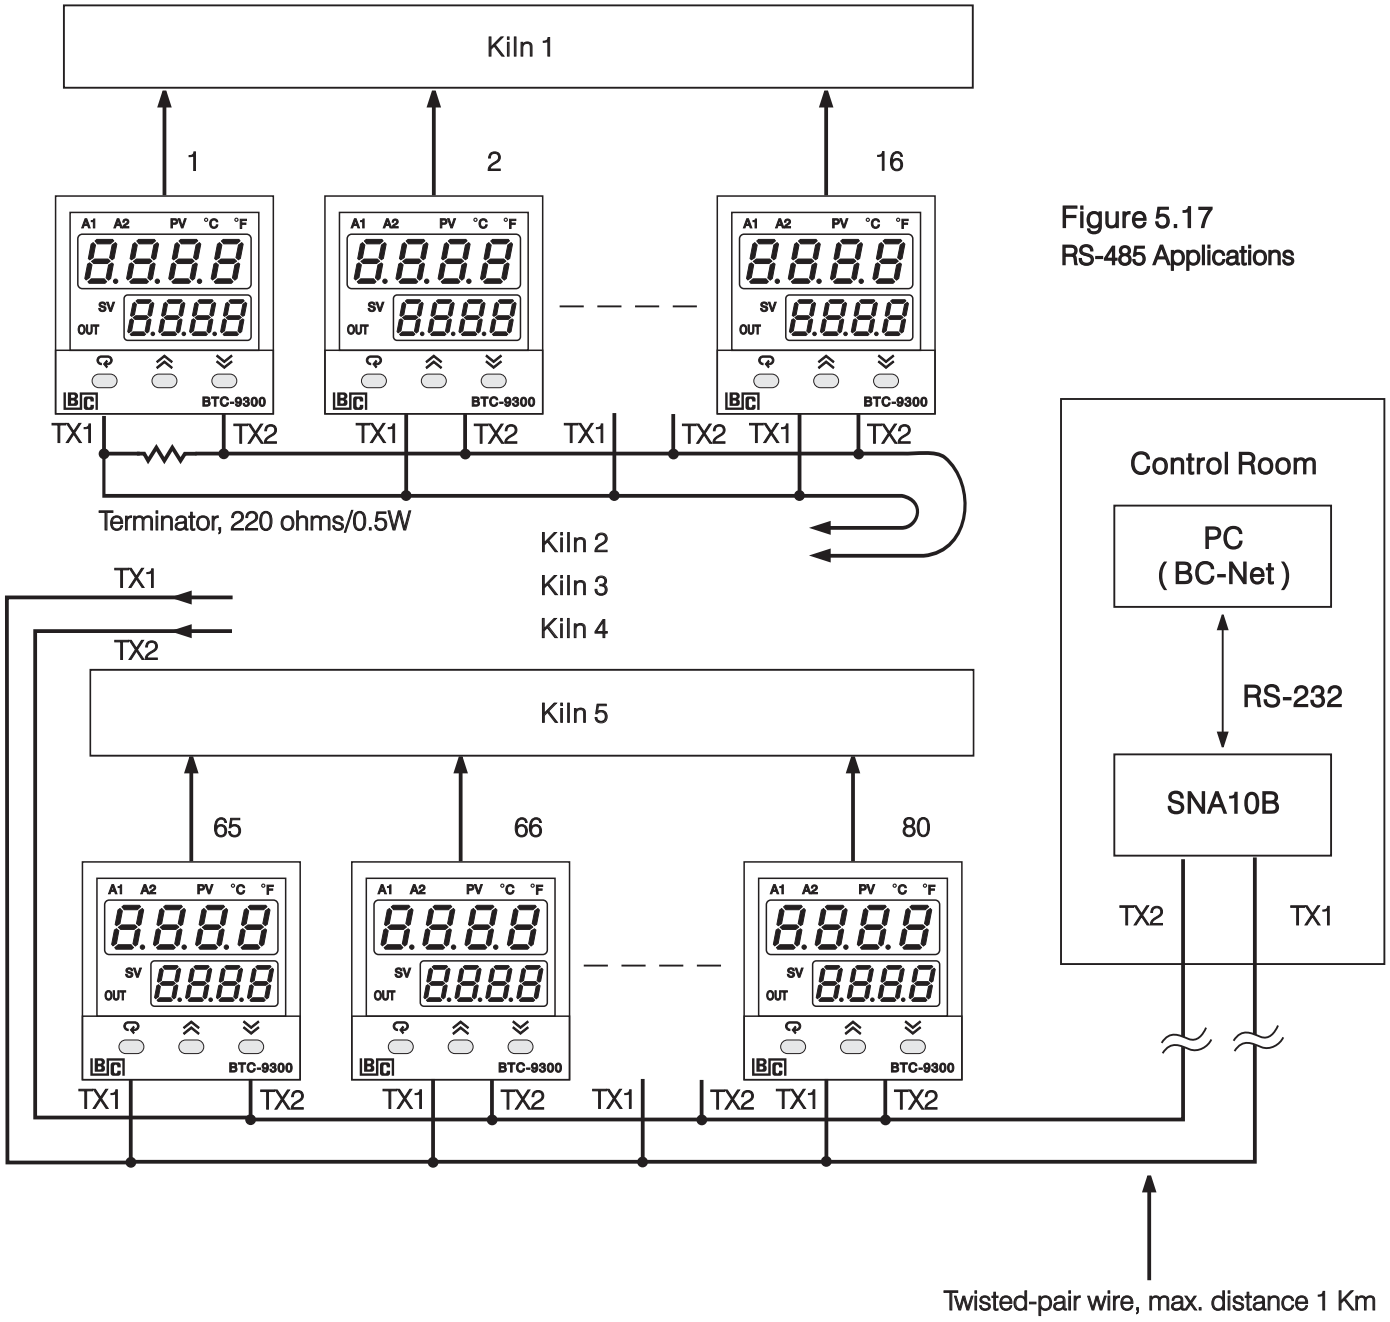 Kiln 1
1
2
16
A1 A2 PV °C °F
8.8.8.8
SV 8.8.8.8
OUT
BC
BTC-9300
A1 A2 PV °C °F
8.8.8.8
SV 8.8.8.8
OUT
BC
BTC-9300
A1 A2 PV °C °F
8.8.8.8
SV 8.8.8.8
OUT
BC
BTC-9300
Figure 5.17
RS-485 Applications
TX1 TX2 TX1 TX2 TX1 TX2 TX1 TX2
Terminator, 220 ohms/0.5W
Kiln 2
Kiln 3
Kiln 4
TX1
TX2
Kiln 5
65
66
80
A1 A2 PV °C °F
8.8.8.8
SV 8.8.8.8
OUT
BC
BTC-9300
A1 A2 PV °C °F
8.8.8.8
SV 8.8.8.8
OUT
BC
BTC-9300
A1 A2 PV °C °F
8.8.8.8
SV 8.8.8.8
OUT
BC
BTC-9300
TX1 TX2 TX1 TX2 TX1 TX2 TX1 TX2
Control Room
PC
( BC-Net )
RS-232
SNA10B
TX2 TX1
Twisted-pair wire, max. distance 1 Km